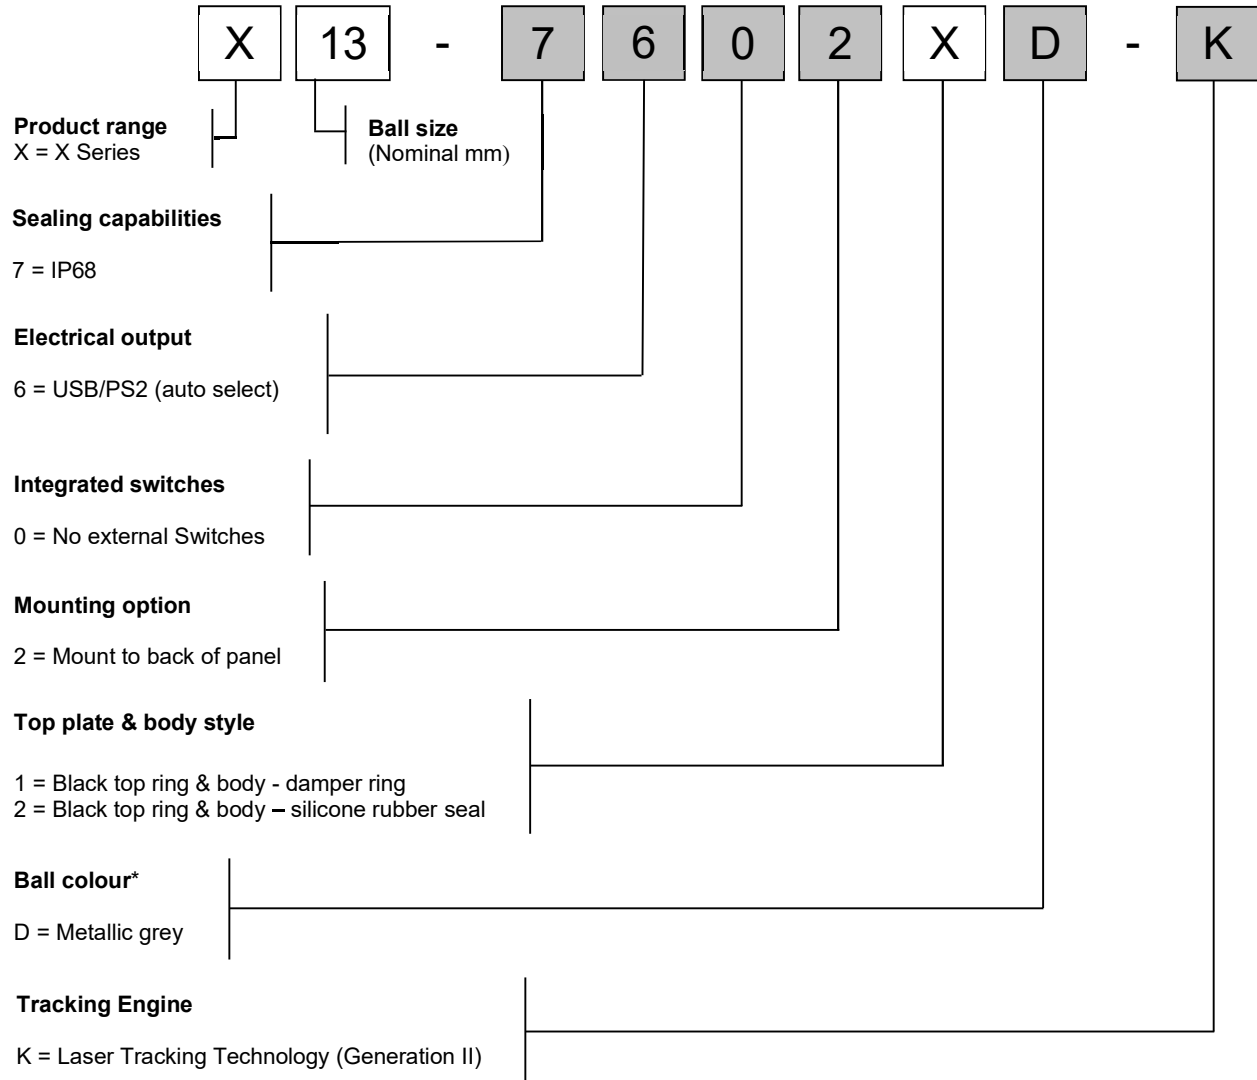 X 13 - 7 6 0 2 X D - K
Product range
X = X Series
Ball size
(Nominal mm)
Sealing capabilities
7 = IP68
Electrical output
6 = USB/PS2 (auto select)
Integrated switches
0 = No external Switches
Mounting option
2 = Mount to back of panel
Top plate & body style
1 = Black top ring & body - damper ring
2 = Black top ring & body – silicone rubber seal
Ball colour*
D = Metallic grey
Tracking Engine
K = Laser Tracking Technology (Generation II)